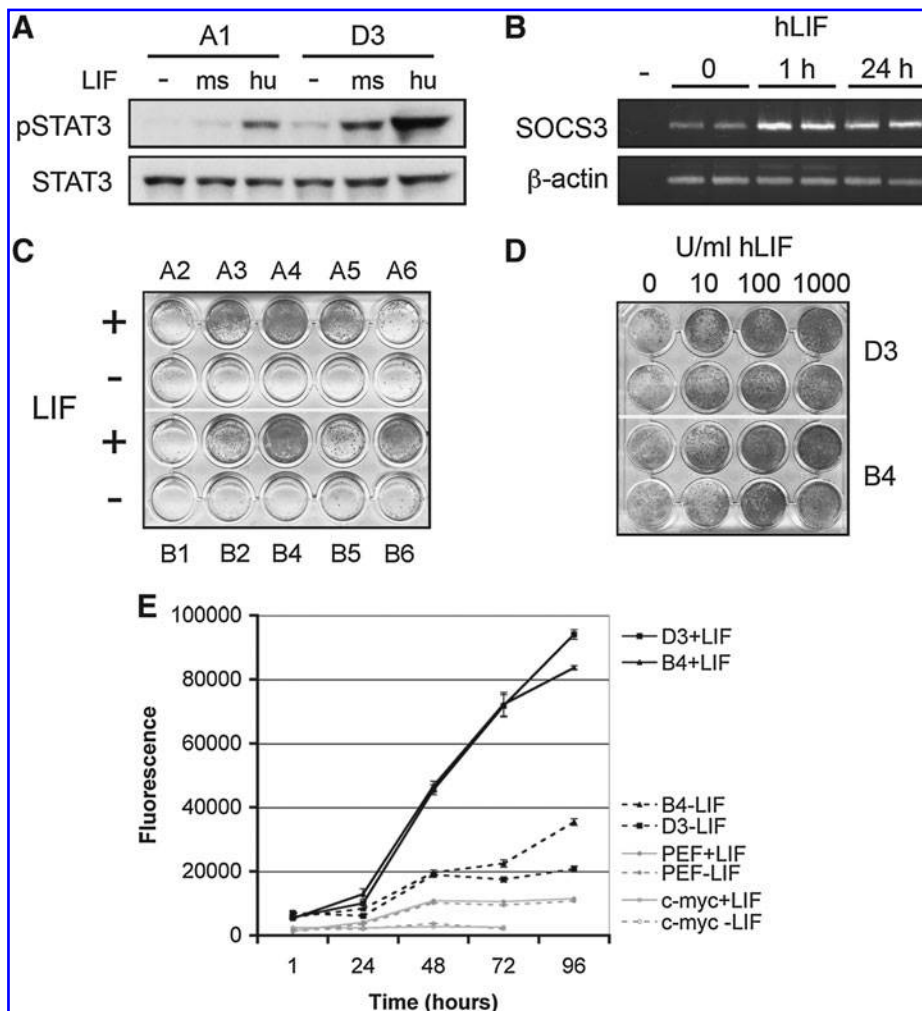 A
A1 D3
LIF - ms hu - ms hu
pSTAT3
STAT3
B
hLIF
- 0 1 h 24 h
SOCS3
β-actin
C
A2 A3 A4 A5 A6
+
-
LIF
+
-
B1 B2 B4 B5 B6
D
U/ml hLIF
0 10 100 1000
D3
B4
E
100000
80000
60000
40000
20000
0
Fluorescence
1 24 48 72 96
Time (hours)
D3+LIF
B4+LIF
B4-LIF
D3-LIF
PEF+LIF
PEF-LIF
c-myc+LIF
c-myc -LIF